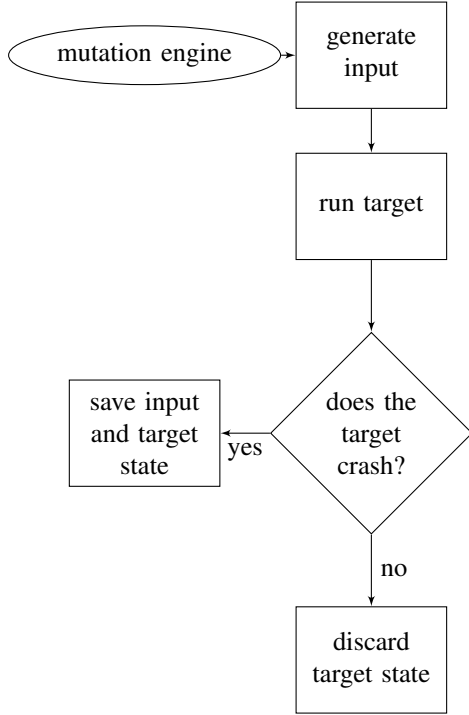 mutation engine
generate
input
run target
does the
target
crash?
save input
and target
state
yes
no
discard
target state